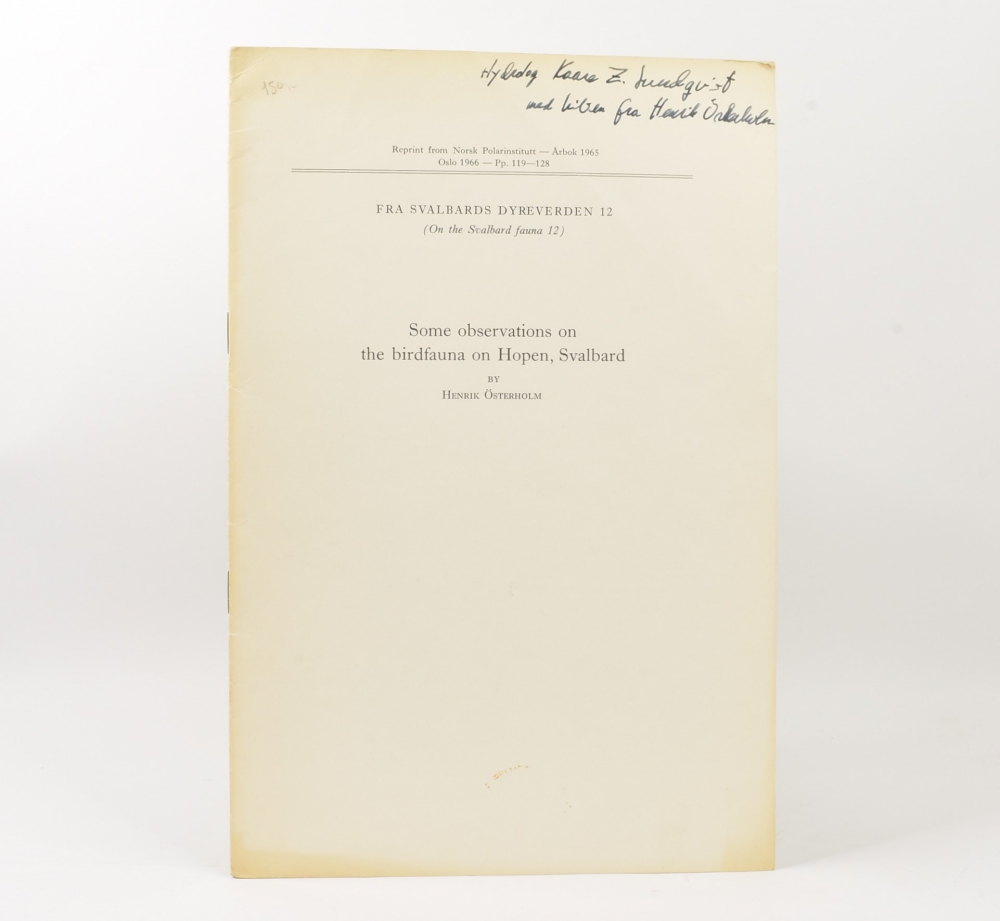 150,-
Kaare Z. Sundqvist
med hilsen fra Henrik Österholm
Reprint from Norsk Polarinstitutt — Årbok 1965
Oslo 1966 — Pp. 119—128
FRA SVALBARDS DYREVERDEN 12
(On the Svalbard fauna 12)
Some observations on
the birdfauna on Hopen, Svalbard
BY
HENRIK ÖSTERHOLM